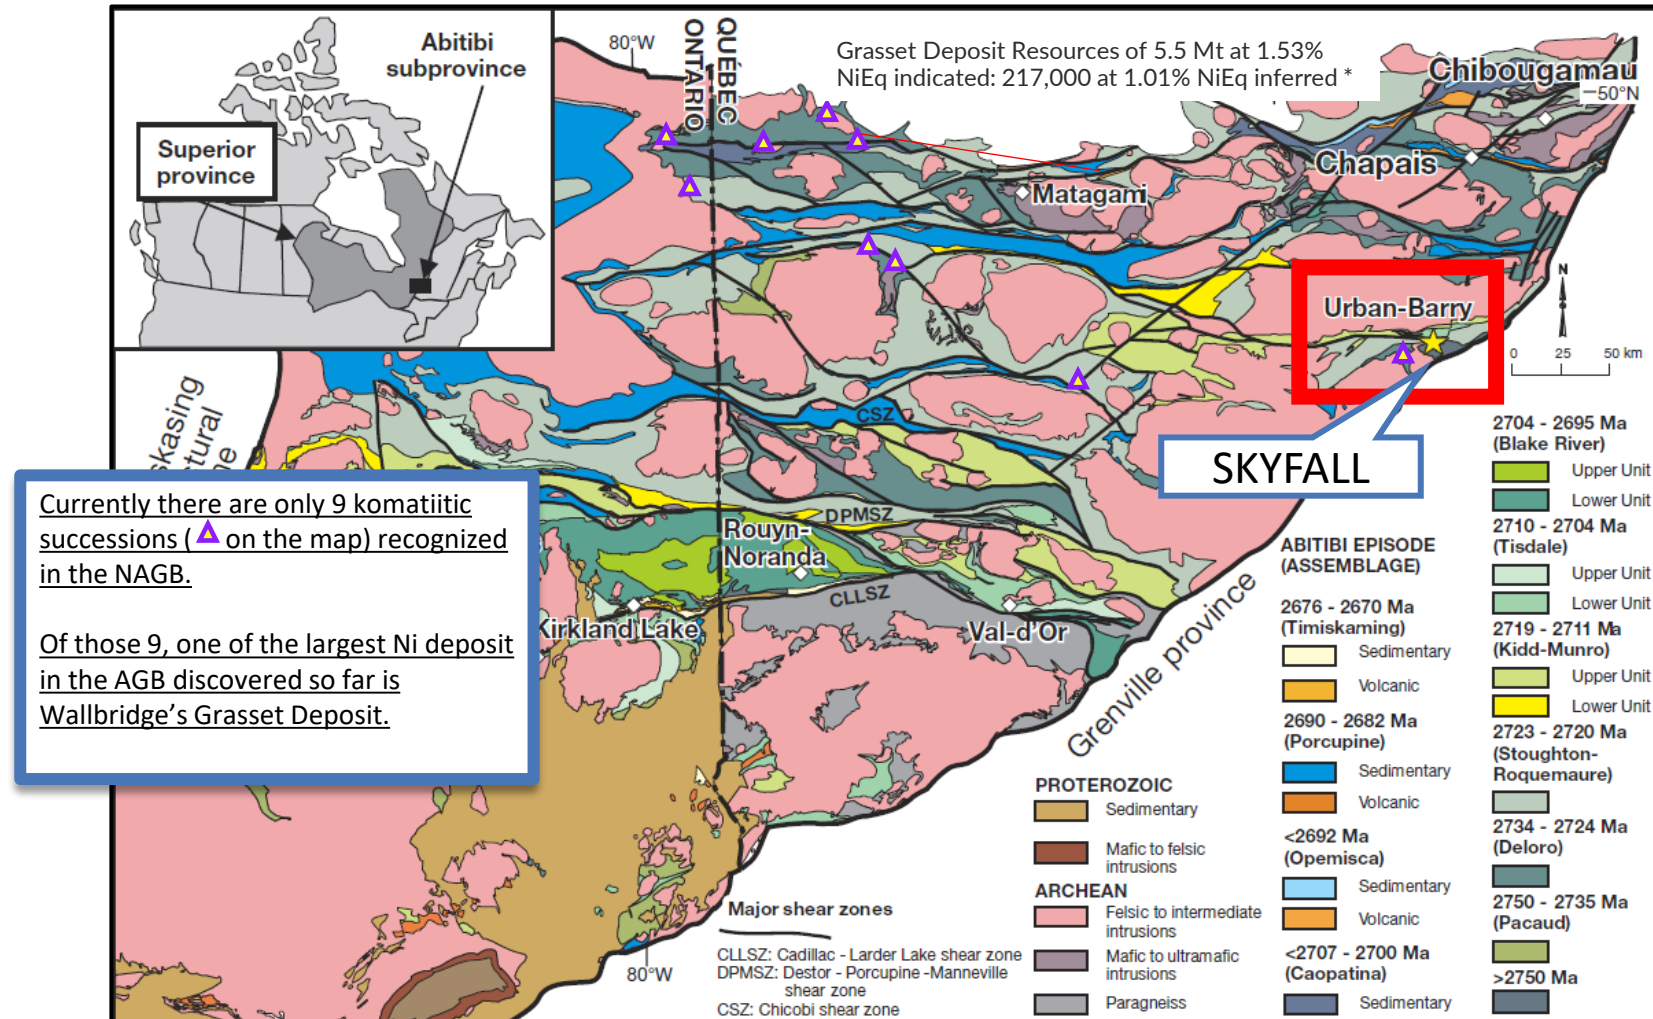 Abitibi
subprovince
Superior
province
80°W
ONTARIO
QUÉBEC
Grasset Deposit Resources of 5.5 Mt at 1.53%
NiEq indicated: 217,000 at 1.01% NiEq inferred *
Chibougamau
50°N
Chapais
Matagami
Urban-Barry
N
0 25 50 km
SKYFALL
CSZ
DPMSZ
Rouyn-
Noranda
CLLSZ
Kirkland Lake
Val-d'Or
Grenville province
skasing
tural
ne
Currently there are only 9 komatiitic
successions ( on the map) recognized
in the NAGB.
Of those 9, one of the largest Ni deposit
in the AGB discovered so far is
Wallbridge's Grasset Deposit.
80°W
Major shear zones
CLLSZ: Cadillac - Larder Lake shear zone
DPMSZ: Destor - Porcupine -Manneville
shear zone
CSZ: Chicobi shear zone
PROTEROZOIC
Sedimentary
Mafic to felsic
intrusions
ARCHEAN
Felsic to intermediate
intrusions
Mafic to ultramafic
intrusions
Paragneiss
ABITIBI EPISODE
(ASSEMBLAGE)
2676 - 2670 Ma
(Timiskaming)
Sedimentary
Volcanic
2690 - 2682 Ma
(Porcupine)
Sedimentary
Volcanic
<2692 Ma
(Opemisca)
Sedimentary
Volcanic
<2707 - 2700 Ma
(Caopatina)
Sedimentary
2704 - 2695 Ma
(Blake River)
Upper Unit
Lower Unit
2710 - 2704 Ma
(Tisdale)
Upper Unit
Lower Unit
2719 - 2711 Ma
(Kidd-Munro)
Upper Unit
Lower Unit
2723 - 2720 Ma
(Stoughton-
Roquemaure)
2734 - 2724 Ma
(Deloro)
2750 - 2735 Ma
(Pacaud)
>2750 Ma